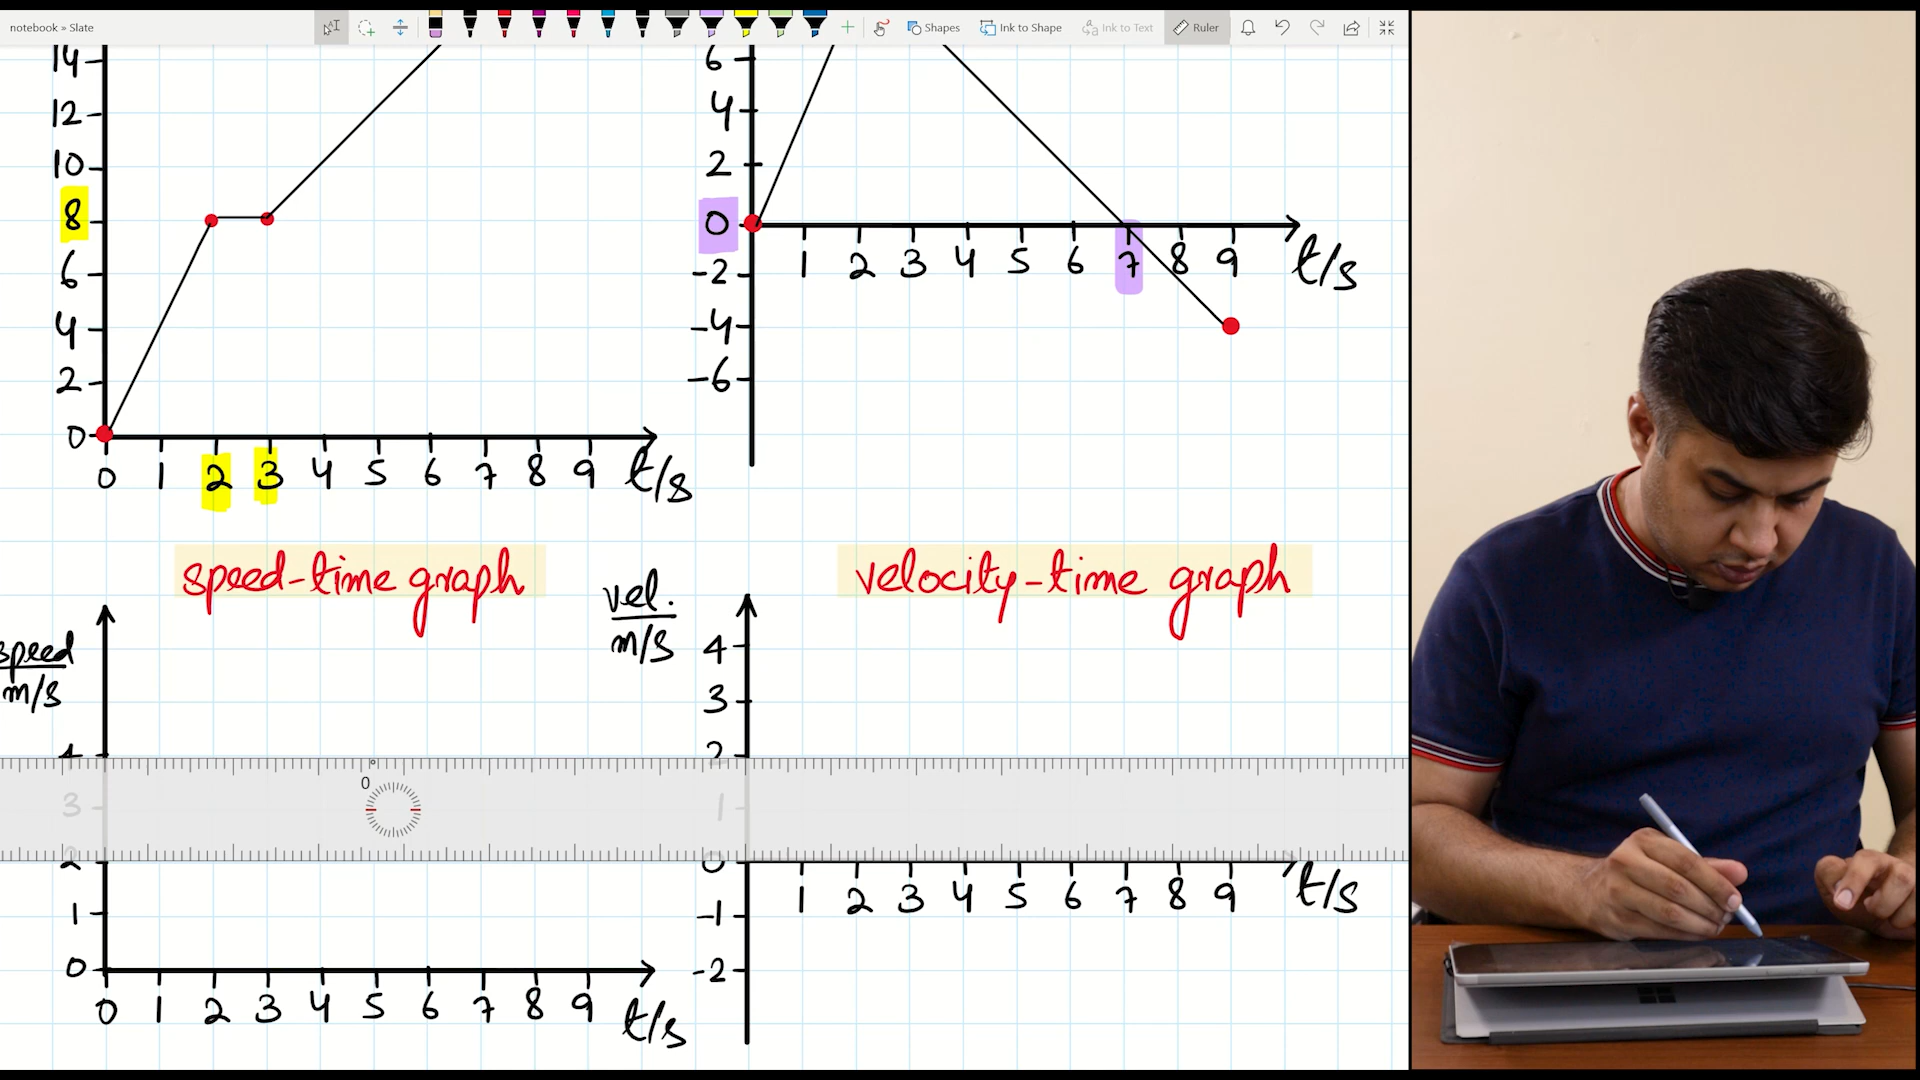 notebook » Slate
Shapes
Ink to Shape
Ink to Text
Ruler
14
12
10
8
6
4
2
0
0 1 2 3 4 5 6 7 8 9 t/s
6
4
2
0
-2
-4
-6
1 2 3 4 5 6 7 8 9 t/s
speed-time graph
speed
m/s
4
3
2
1
0
0 1 2 3 4 5 6 7 8 9 t/s
velocity-time graph
vel.
m/s
4
3
2
1
0
-1
-2
1 2 3 4 5 6 7 8 9 t/s
0°